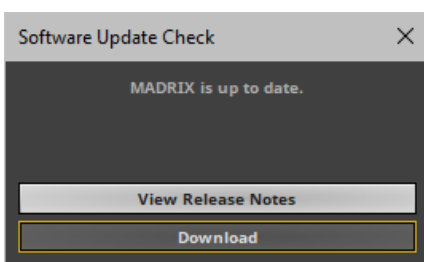 Software Update Check
MADRIX is up to date.
View Release Notes
Download